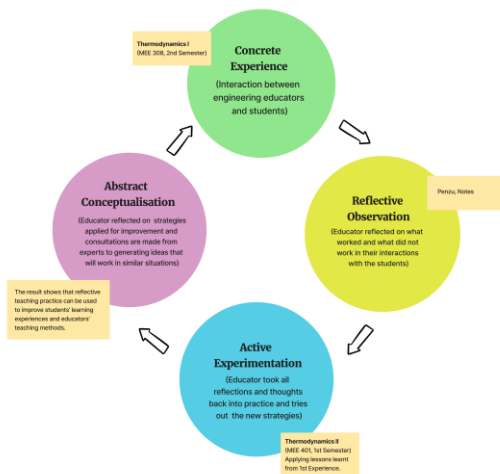 Thermodynamics I
(MEE 308, 2nd Semester)
Concrete
Experience
(Interaction between
engineering educators
and students)
Penzu, Notes
Reflective
Observation
(Educator reflected on what
worked and what did not
work in their interactions
with the students)
Active
Experimentation
(Educator took all
reflections and thoughts
back into practice and tries
out the new strategies)
Thermodynamics II
(MEE 401, 1st Semester)
Applying lessons learnt
from 1st Experience.
Abstract
Conceptualisation
(Educator reflected on strategies
applied for improvement and
consultations are made from
experts to generating ideas that
will work in similar situations)
The result shows that reflective
teaching practice can be used
to improve students' learning
experiences and educators'
teaching methods.